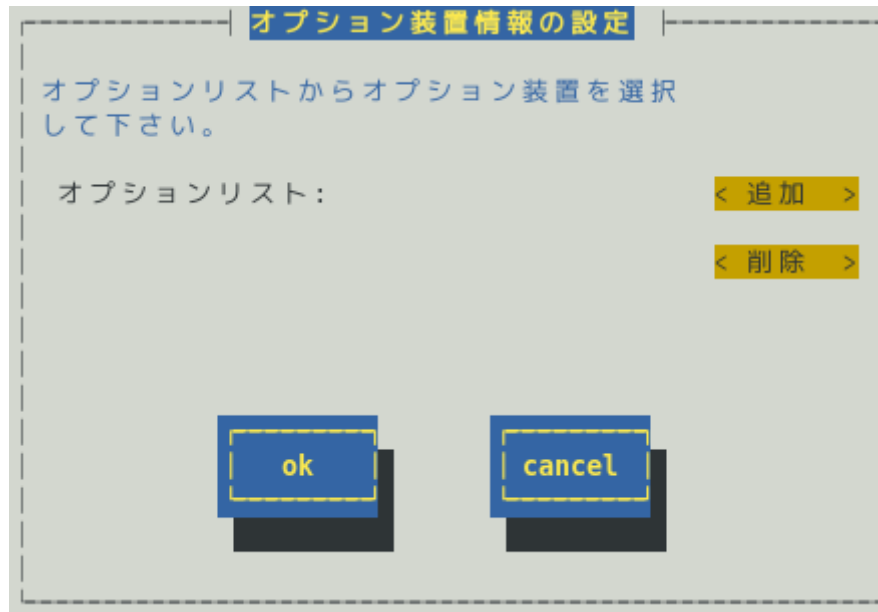 オプション装置情報の設定
オプションリストからオプション装置を選択
して下さい。
オプションリスト: < 追加 >
< 削除 >
ok cancel